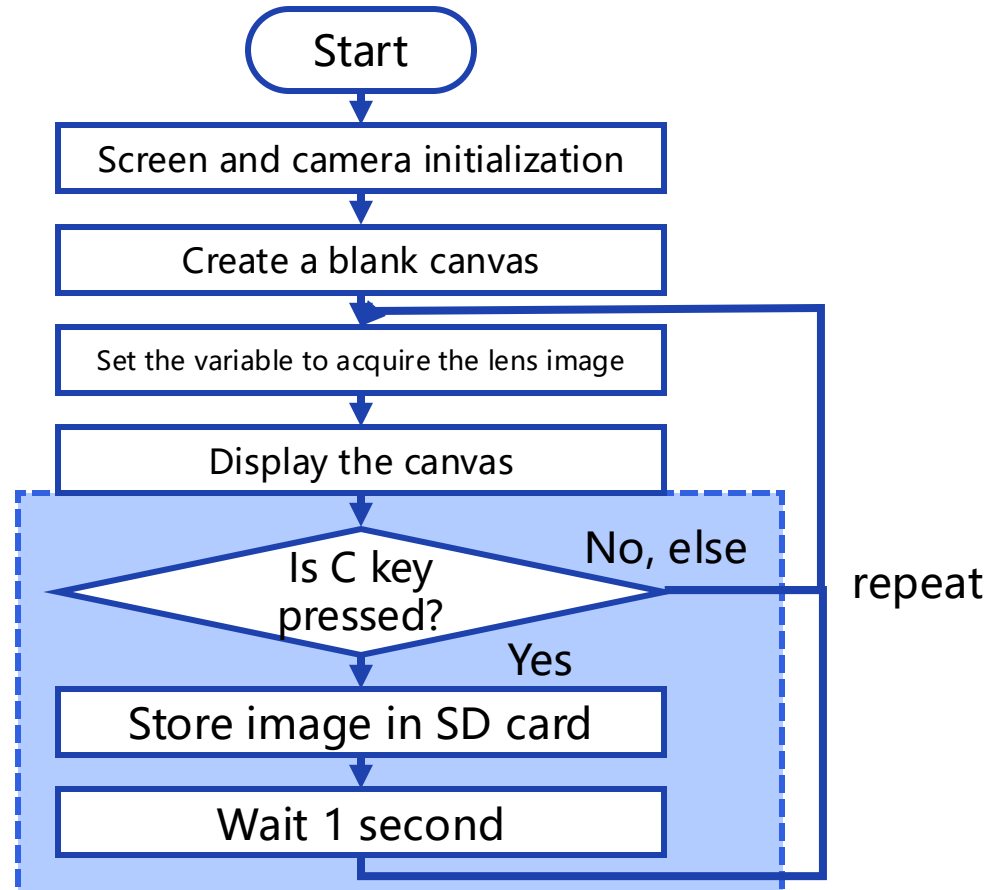 Start
Screen and camera initialization
Create a blank canvas
Set the variable to acquire the lens image
Display the canvas
Is C key
pressed?
No, else
repeat
Yes
Store image in SD card
Wait 1 second